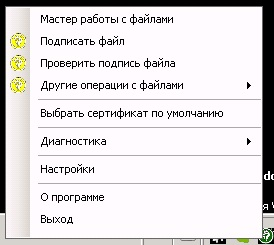 Мастер работы с файлами
Подписать файл
Проверить подпись файла
Другие операции с файлами
Выбрать сертификат по умолчанию
Диагностика
Настройки
О программе
Выход